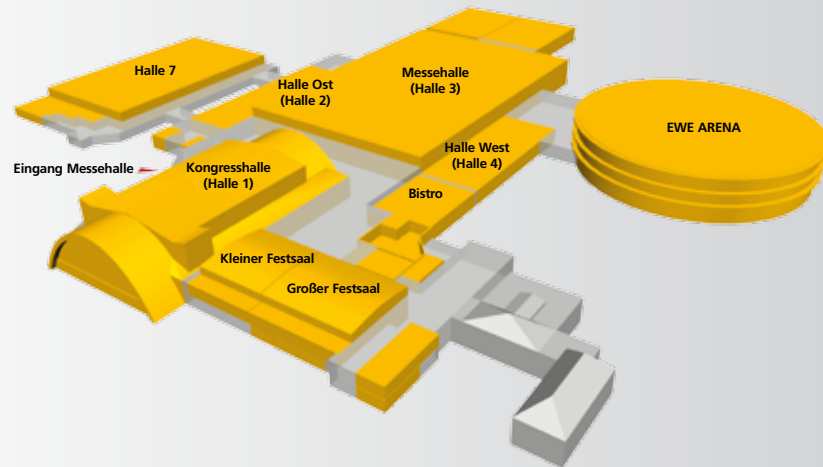 Halle 7
Halle Ost
(Halle 2)
Messehalle
(Halle 3)
EWE ARENA
Halle West
(Halle 4)
Eingang Messehalle
Kongresshalle
(Halle 1)
Bistro
Kleiner Festsaal
Großer Festsaal